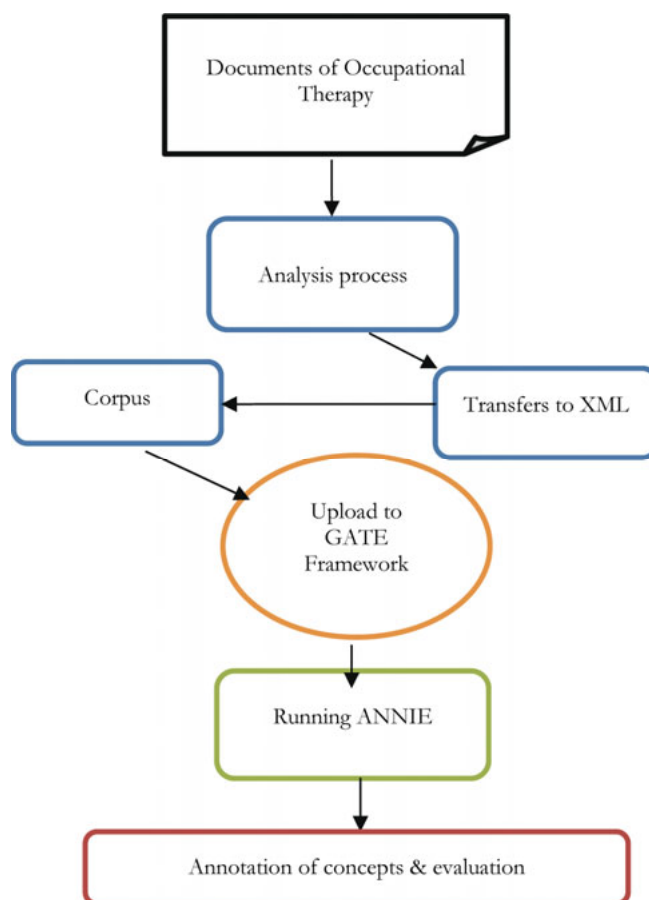 Documents of Occupational
Therapy
Analysis process
Transfers to XML
Corpus
Upload to
GATE
Framework
Running ANNIE
Annotation of concepts & evaluation